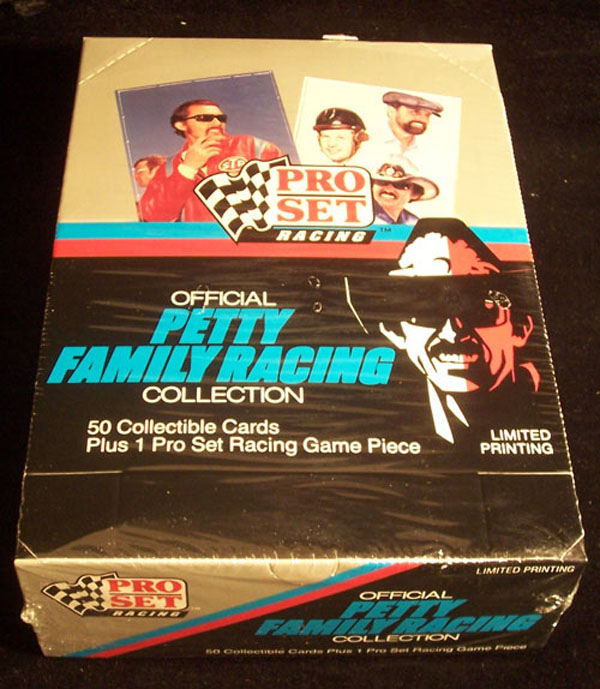 STP
PRO
SET
RACING
TM
OFFICIAL
PETTY
FAMILY RACING
COLLECTION
50 Collectible Cards
Plus 1 Pro Set Racing Game Piece
LIMITED
PRINTING
LIMITED PRINTING
PRO
SET
RACING
OFFICIAL
PETTY
FAMILY RACING
COLLECTION
50 Collectible Cards Plus 1 Pro Set Racing Game Piece